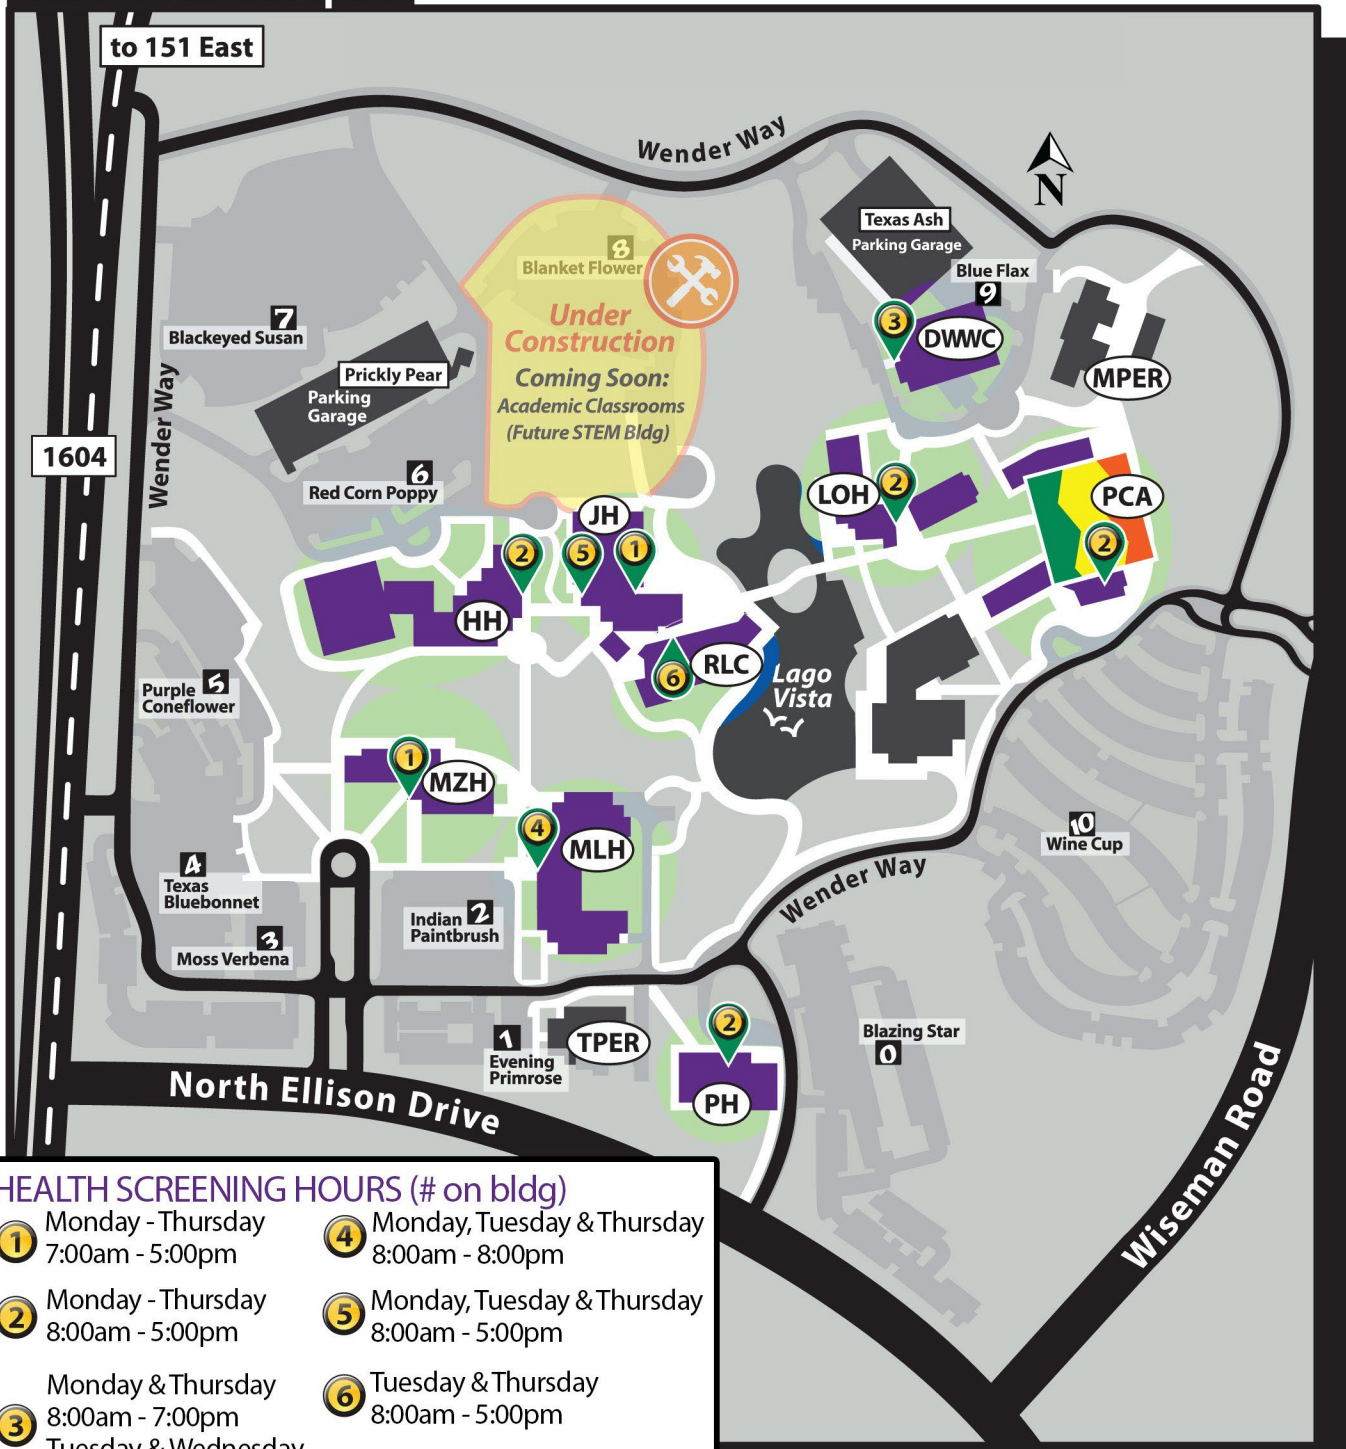 to 151 East
Wender Way
N
Texas Ash
Parking Garage
Blue Flax
9
8
Blanket Flower
Under
Construction
Coming Soon:
Academic Classrooms
(Future STEM Bldg)
3
DWWC
MPER
7
Blackeyed Susan
Prickly Pear
Parking
Garage
Wender Way
1604
6
Red Corn Poppy
LOH
2
PCA
2
JH
2
5
1
HH
RLC
6
Lago
Vista
5
Purple
Coneflower
1
MZH
4
MLH
10
Wine Cup
Wender Way
4
Texas
Bluebonnet
3
Moss Verbena
2
Indian
Paintbrush
1
Evening
Primrose
TPER
2
PH
Blazing Star
0
North Ellison Drive
Wiseman Road
HEALTH SCREENING HOURS (# on bldg)
1 Monday - Thursday
7:00am - 5:00pm
2 Monday - Thursday
8:00am - 5:00pm
3 Monday & Thursday
8:00am - 7:00pm
Tuesday & Wednesday
4 Monday, Tuesday & Thursday
8:00am - 8:00pm
5 Monday, Tuesday & Thursday
8:00am - 5:00pm
6 Tuesday & Thursday
8:00am - 5:00pm